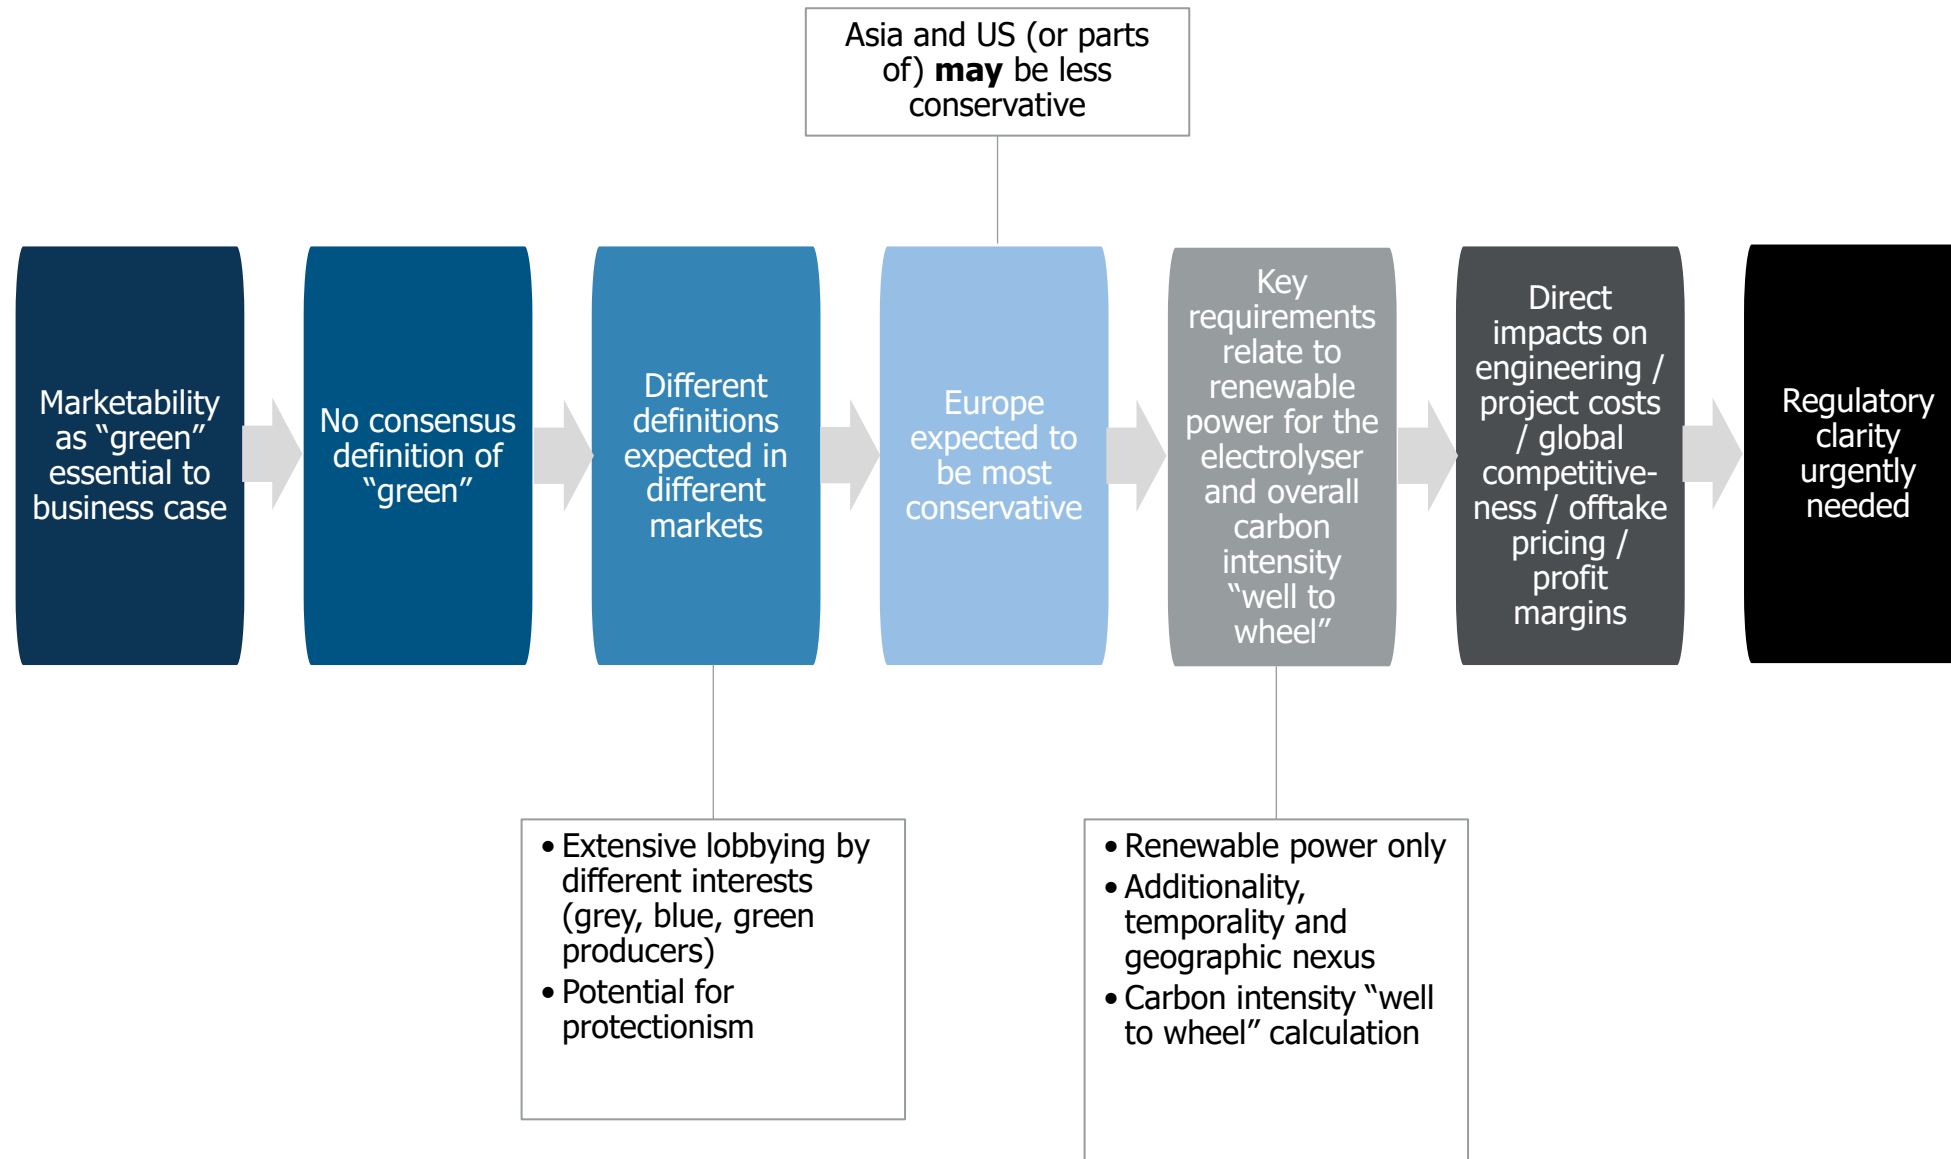 Asia and US (or parts
of) may be less
conservative
Marketability
as “green”
essential to
business case
No consensus
definition of
“green”
Different
definitions
expected in
different
markets
Europe
expected to
be most
conservative
Key
requirements
relate to
renewable
power for the
electrolyser
and overall
carbon
intensity
“well to
wheel”
Direct
impacts on
engineering /
project costs
/ global
competitive-
ness / offtake
pricing /
profit
margins
Regulatory
clarity
urgently
needed
• Extensive lobbying by
different interests
(grey, blue, green
producers)
• Potential for
protectionism
• Renewable power only
• Additionality,
temporality and
geographic nexus
• Carbon intensity “well
to wheel” calculation